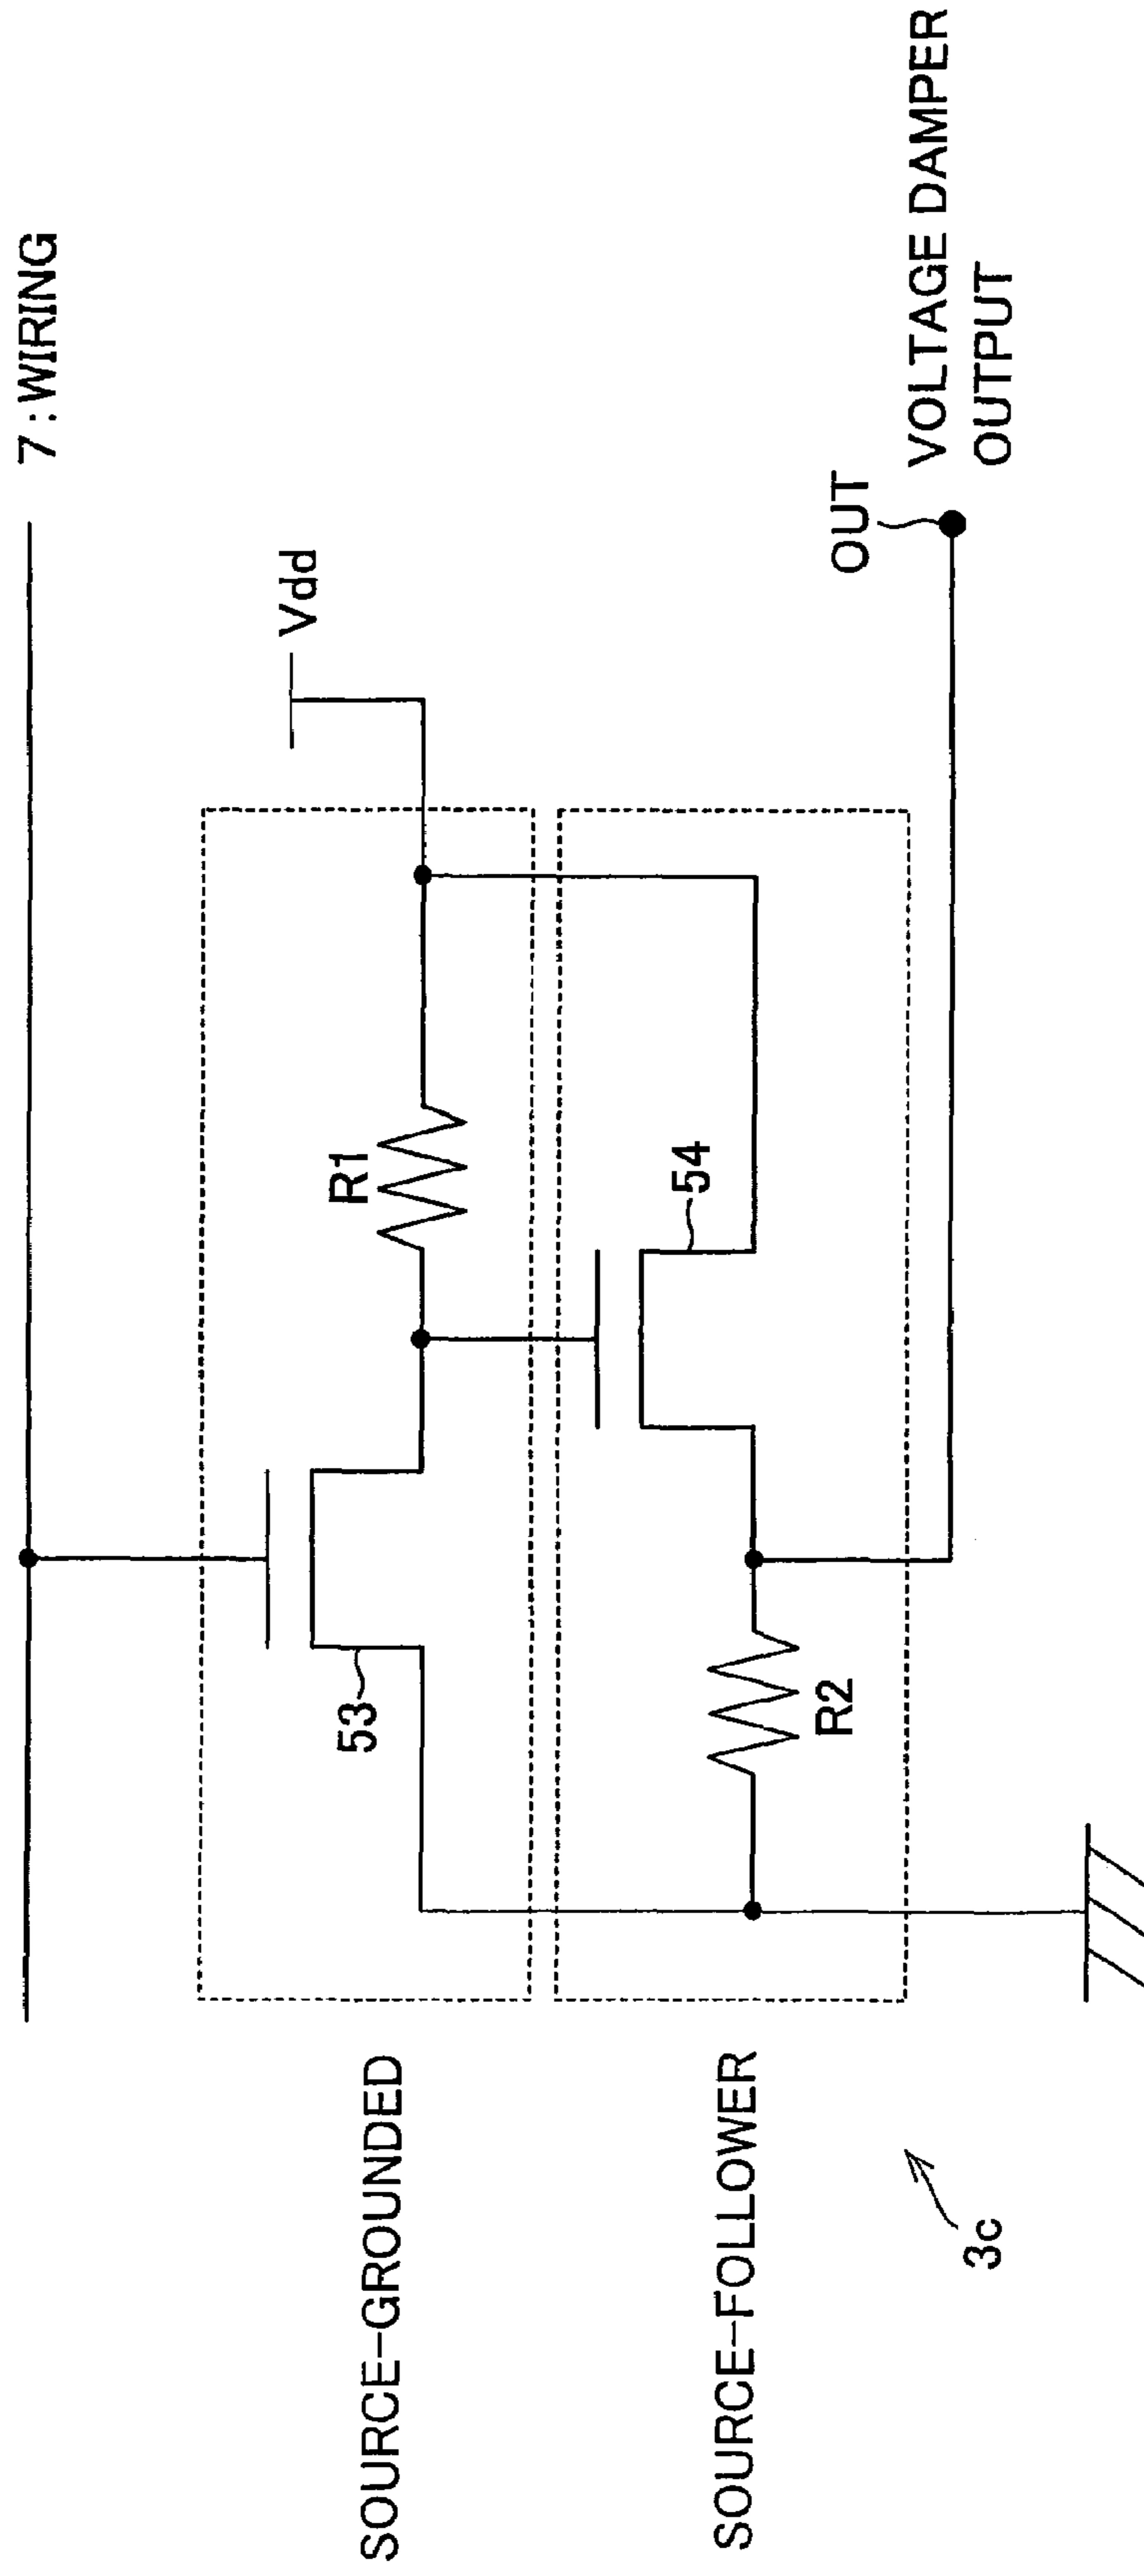 7:WIRING
Vdd
OUT
VOLTAGE DAMPER
OUTPUT
R1
54
53
R2
SOURCE-GROUNDED
SOURCE-FOLLOWER
3c